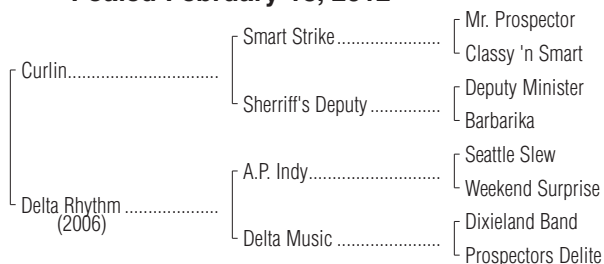 Foaled February 2012
Mr. Prospector
Smart Strike
Classy 'n Smart
Curlin
Deputy Minister
Sherriff's Deputy
Barbarika
Seattle Slew
A.P. Indy
Weekend Surprise
Delta Rhythm
(2006)
Dixieland Band
Delta Music
Prospectors Delite